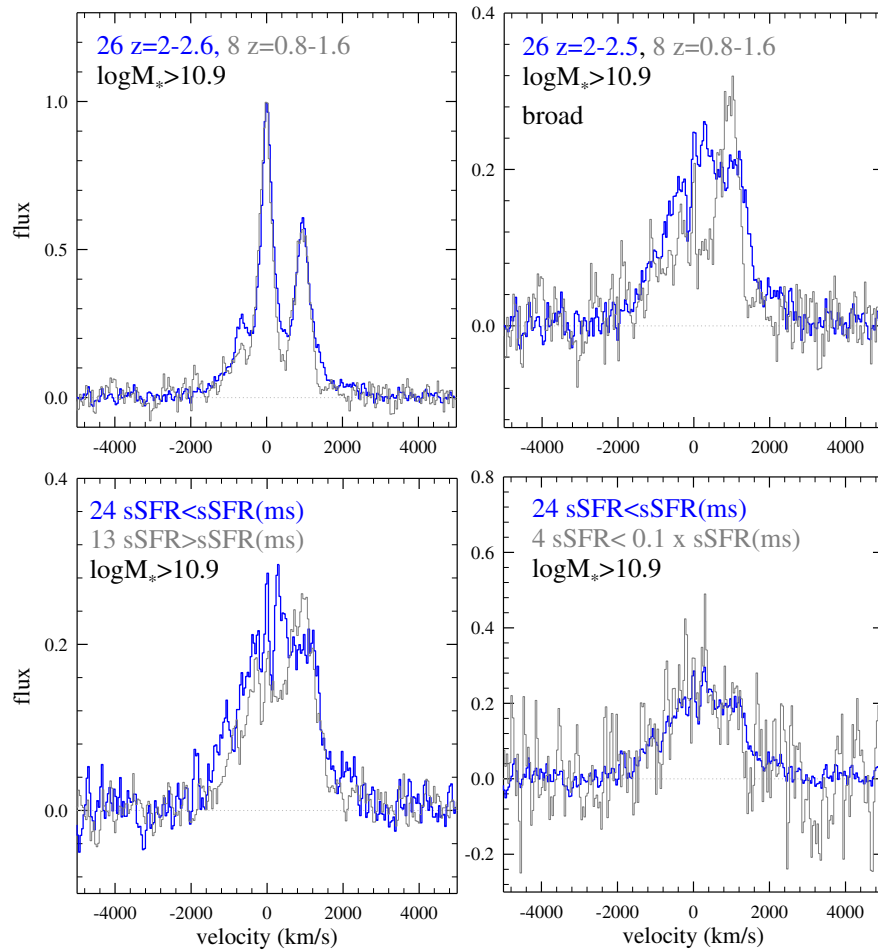 26 z=2-2.6, 8 z=0.8-1.6
logM*>10.9
flux
1.0
0.5
0.0
-4000 -2000 0 2000 4000
26 z=2-2.5, 8 z=0.8-1.6
logM*>10.9
broad
0.4
0.2
0.0
-4000 -2000 0 2000 4000
24 sSFR<sSFR(ms)
13 sSFR>sSFR(ms)
logM*>10.9
flux
0.4
0.2
0.0
-4000 -2000 0 2000 4000
velocity (km/s)
24 sSFR<sSFR(ms)
4 sSFR< 0.1 x sSFR(ms)
logM*>10.9
0.8
0.6
0.4
0.2
0.0
-0.2
-4000 -2000 0 2000 4000
velocity (km/s)